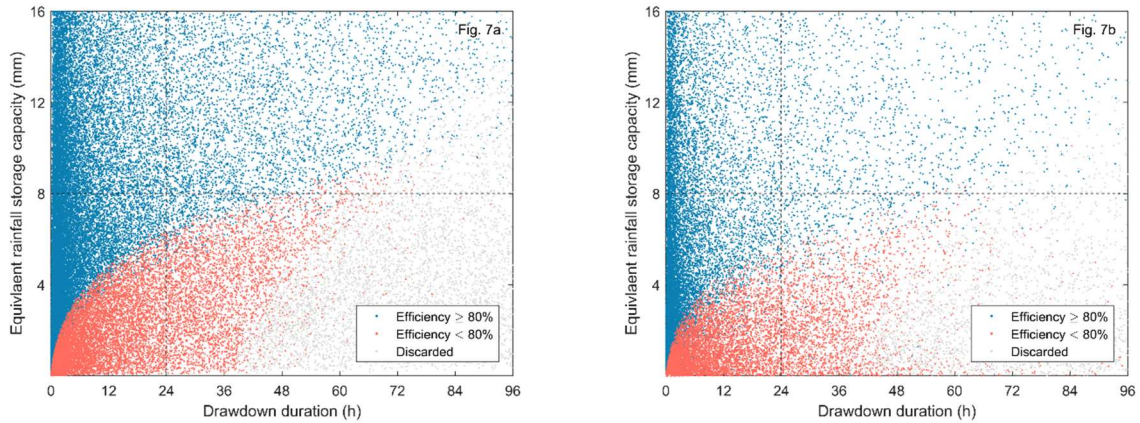 Fig. 7a
16
12
8
4
Equivlaent rainfall storage capacity (mm)
Efficiency ≥ 80%
Efficiency < 80%
Discarded
0 12 24 36 48 60 72 84 96
Drawdown duration (h)
Fig. 7b
16
12
8
4
Equivlaent rainfall storage capacity (mm)
Efficiency ≥ 80%
Efficiency < 80%
Discarded
0 12 24 36 48 60 72 84 96
Drawdown duration (h)